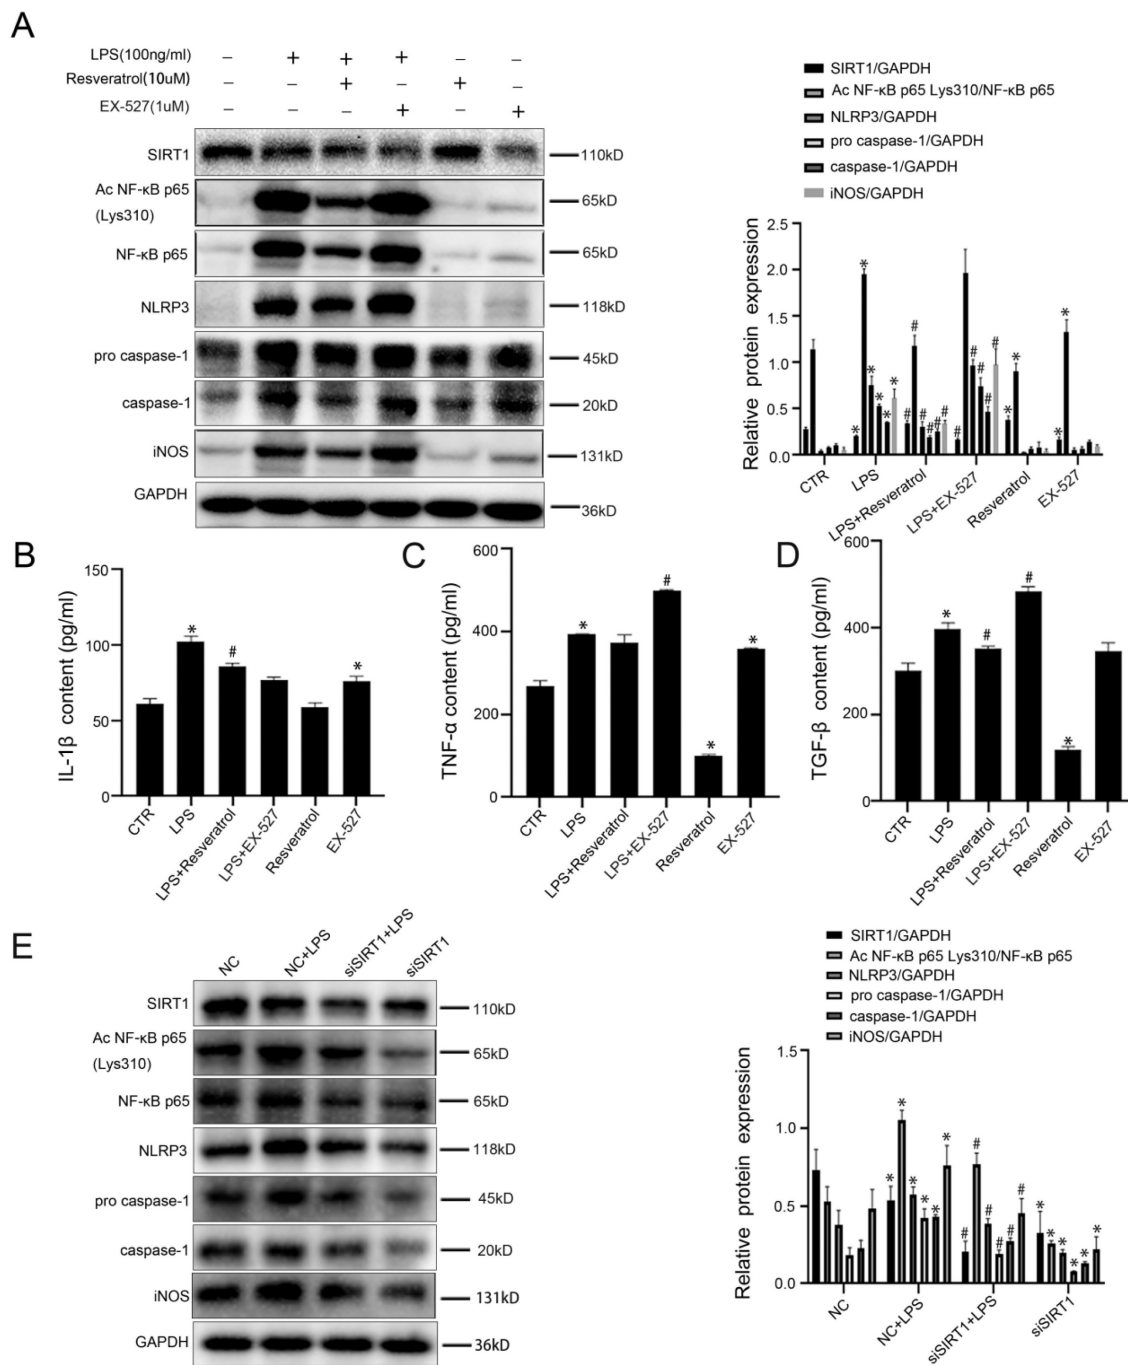 A
LPS(100ng/ml) – + + + – –
Resveratrol(10uM) – – + – + –
EX-527(1uM) – – – + – +
SIRT1 110kD
Ac NF-κB p65 65kD
(Lys310)
NF-κB p65 65kD
NLRP3 118kD
pro caspase-1 45kD
caspase-1 20kD
iNOS 131kD
GAPDH 36kD
SIRT1/GAPDH
Ac NF-κB p65 Lys310/NF-κB p65
NLRP3/GAPDH
pro caspase-1/GAPDH
caspase-1/GAPDH
iNOS/GAPDH
Relative protein expression
2.5
2.0
1.5
1.0
0.5
0.0
* * * * * *
# # # # # #
# # # # #
* *
* *
CTR LPS LPS+Resveratrol LPS+EX-527 Resveratrol EX-527
B
IL-1β content (pg/ml)
150
100
50
0
* # *
CTR LPS LPS+Resveratrol LPS+EX-527 Resveratrol EX-527
C
TNF-α content (pg/ml)
600
400
200
0
* # * *
CTR LPS LPS+Resveratrol LPS+EX-527 Resveratrol EX-527
D
TGF-β content (pg/ml)
600
400
200
0
* # # *
CTR LPS LPS+Resveratrol LPS+EX-527 Resveratrol EX-527
E
NC NC+LPS siSIRT1+LPS siSIRT1
SIRT1 110kD
Ac NF-κB p65 65kD
(Lys310)
NF-κB p65 65kD
NLRP3 118kD
pro caspase-1 45kD
caspase-1 20kD
iNOS 131kD
GAPDH 36kD
SIRT1/GAPDH
Ac NF-κB p65 Lys310/NF-κB p65
NLRP3/GAPDH
pro caspase-1/GAPDH
caspase-1/GAPDH
iNOS/GAPDH
Relative protein expression
1.5
1.0
0.5
0.0
* * * * * *
# # # # # #
* * * * * *
NC NC+LPS siSIRT1+LPS siSIRT1